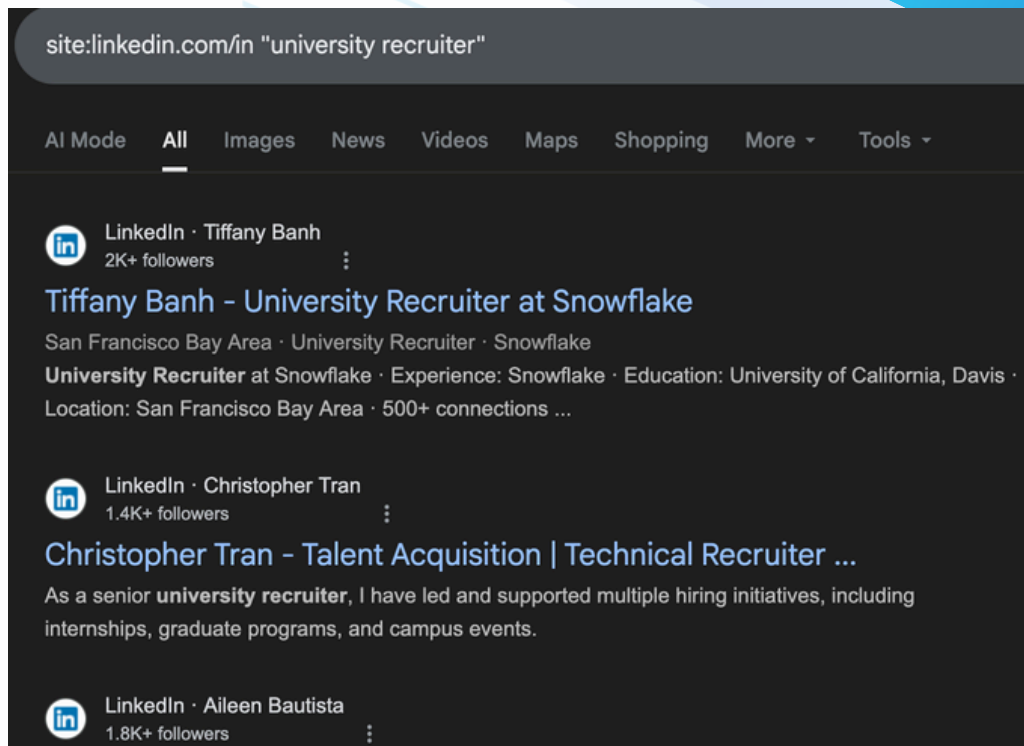 site:linkedin.com/in "university recruiter"
AI Mode All Images News Videos Maps Shopping More Tools
LinkedIn · Tiffany Banh
2K+ followers
Tiffany Banh - University Recruiter at Snowflake
San Francisco Bay Area · University Recruiter · Snowflake
University Recruiter at Snowflake · Experience: Snowflake · Education: University of California, Davis ·
Location: San Francisco Bay Area · 500+ connections ...
LinkedIn · Christopher Tran
1.4K+ followers
Christopher Tran - Talent Acquisition | Technical Recruiter ...
As a senior university recruiter, I have led and supported multiple hiring initiatives, including
internships, graduate programs, and campus events.
LinkedIn · Aileen Bautista
1.8K+ followers